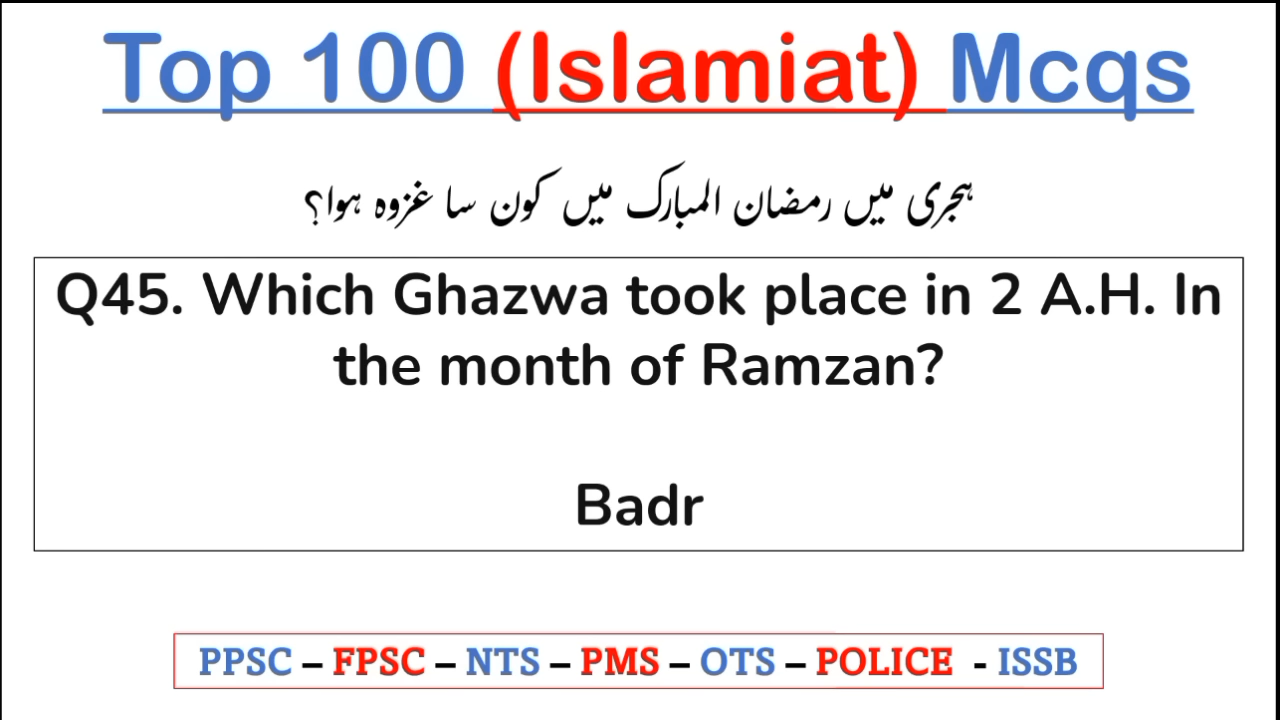 Top 100 (Islamiat) Mcqs
ہجری میں رمضان المبارک میں کون سا غزوہ ہوا؟
Q45. Which Ghazwa took place in 2 A.H. In
the month of Ramzan?
Badr
PPSC – FPSC – NTS – PMS – OTS – POLICE - ISSB